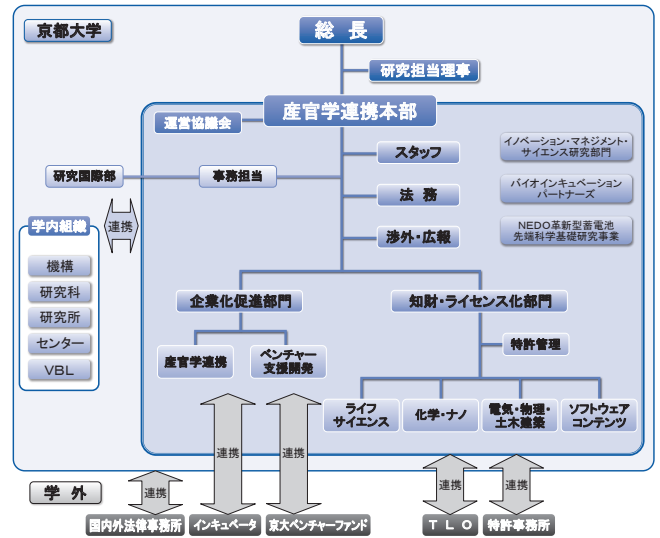 京都大学
総 長
研究担当理事
産官学連携本部
運営協議会
スタッフ
イノベーション・マネジメント・
サイエンス研究部門
研究国際部
事務担当
法 務
バイオインキュベーション
パートナーズ
学内組織
連携
渉外・広報
NEDO革新型蓄電池
先端科学基礎研究事業
機構
研究科
研究所
センター
VBL
企業化促進部門
知財・ライセンス化部門
産官学連携
ベンチャー
支援開発
特許管理
ライフ
サイエンス
化学・ナノ
電気・物理・
土木建築
ソフトウェア
コンテンツ
連携
連携
学 外
連携
連携
連携
国内外法律事務所
インキュベータ
京大ベンチャーファンド
TLO
特許事務所